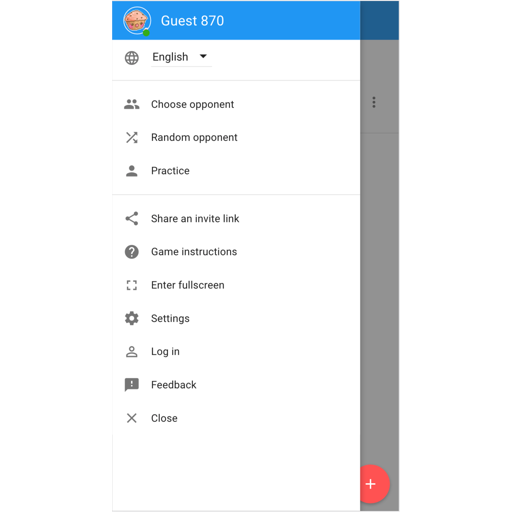 Guest 870
English
Choose opponent
Random opponent
Practice
Share an invite link
Game instructions
Enter fullscreen
Settings
Log in
Feedback
Close